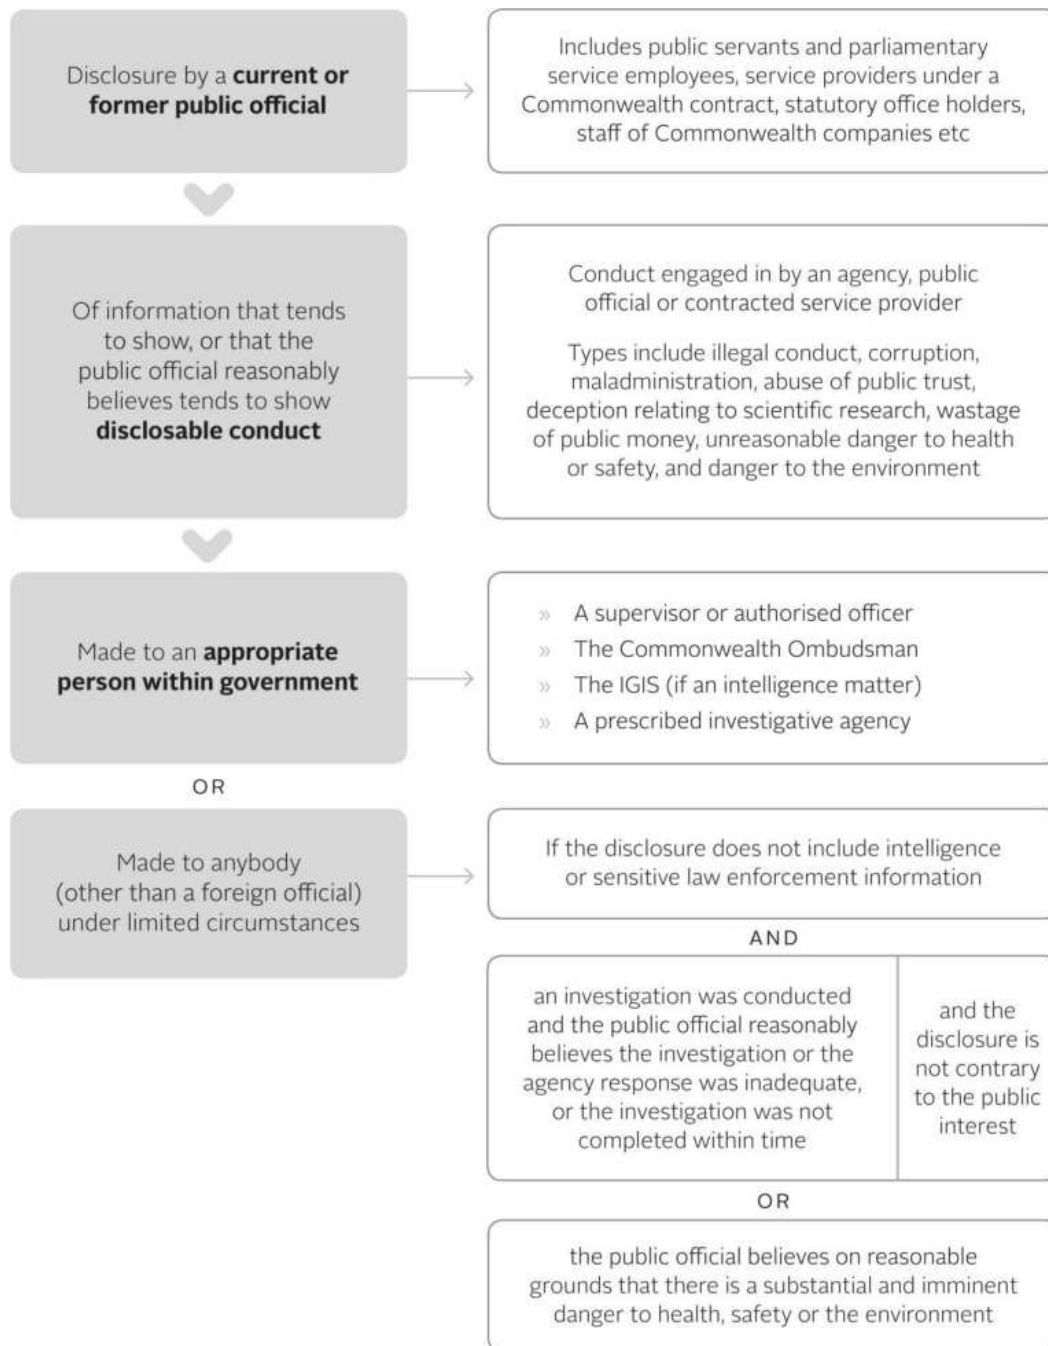 Disclosure by a current or
former public official
Includes public servants and parliamentary
service employees, service providers under a
Commonwealth contract, statutory office holders,
staff of Commonwealth companies etc
Of information that tends
to show, or that the
public official reasonably
believes tends to show
disclosable conduct
Conduct engaged in by an agency, public
official or contracted service provider
Types include illegal conduct, corruption,
maladministration, abuse of public trust,
deception relating to scientific research, wastage
of public money, unreasonable danger to health
or safety, and danger to the environment
Made to an appropriate
person within government
» A supervisor or authorised officer
» The Commonwealth Ombudsman
» The IGIS (if an intelligence matter)
» A prescribed investigative agency
OR
Made to anybody
(other than a foreign official)
under limited circumstances
If the disclosure does not include intelligence
or sensitive law enforcement information
AND
an investigation was conducted
and the public official reasonably
believes the investigation or the
agency response was inadequate,
or the investigation was not
completed within time
and the
disclosure is
not contrary
to the public
interest
OR
the public official believes on reasonable
grounds that there is a substantial and imminent
danger to health, safety or the environment